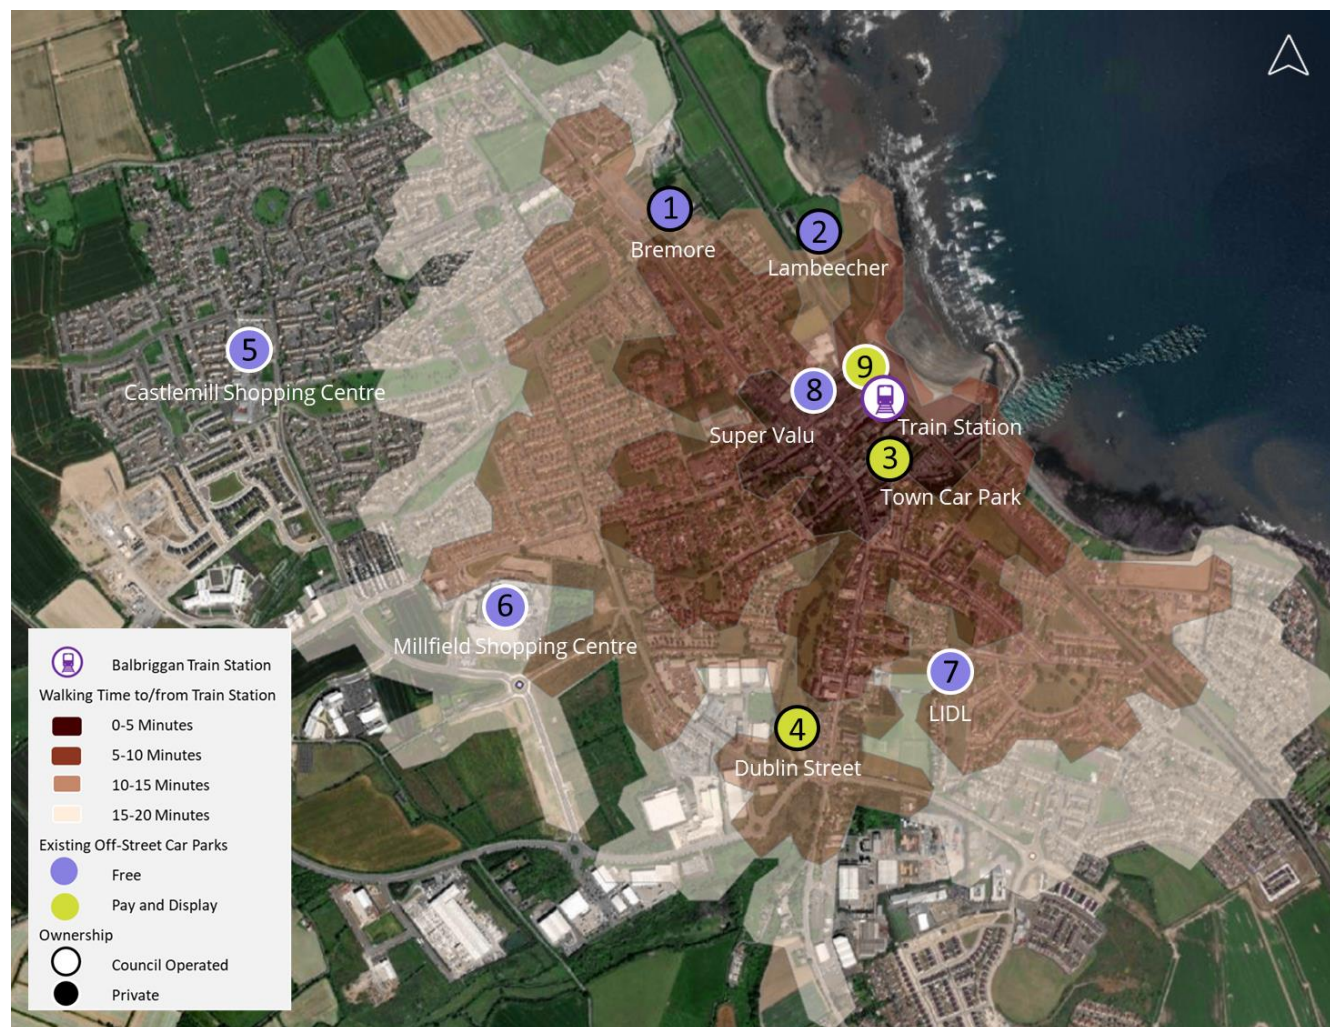 1
Bremore
2
Lambeecher
5
Castlemill Shopping Centre
9
8
Super Valu
Train Station
3
Town Car Park
6
Millfield Shopping Centre
7
LIDL
4
Dublin Street
Balbriggan Train Station
Walking Time to/from Train Station
0-5 Minutes
5-10 Minutes
10-15 Minutes
15-20 Minutes
Existing Off-Street Car Parks
Free
Pay and Display
Ownership
Council Operated
Private